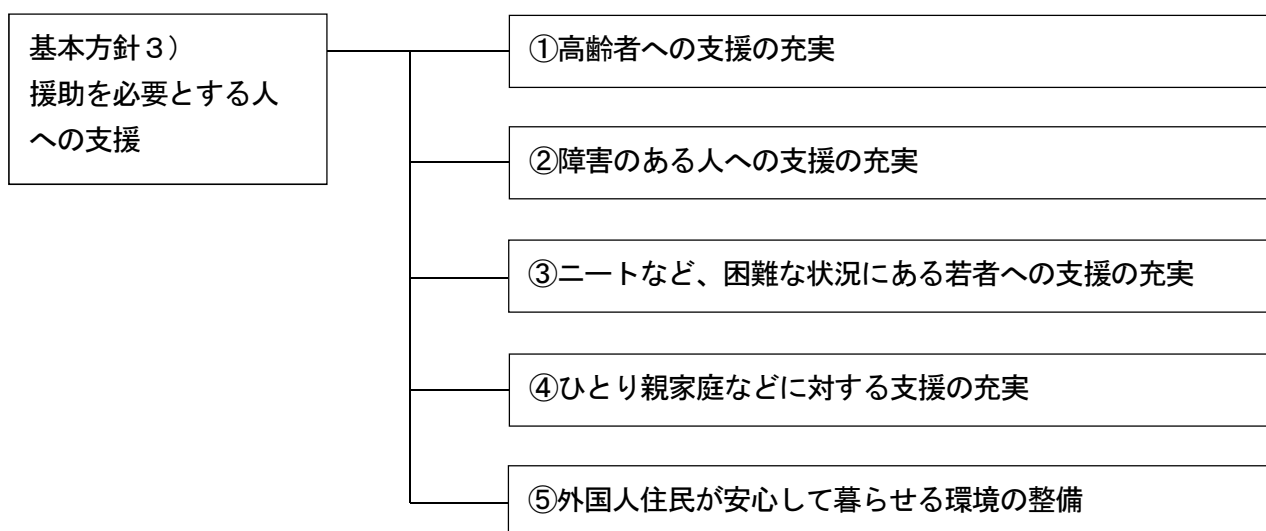 基本方針３）
援助を必要とする人
への支援
①高齢者への支援の充実
②障害のある人への支援の充実
③ニートなど、困難な状況にある若者への支援の充実
④ひとり親家庭などに対する支援の充実
⑤外国人住民が安心して暮らせる環境の整備